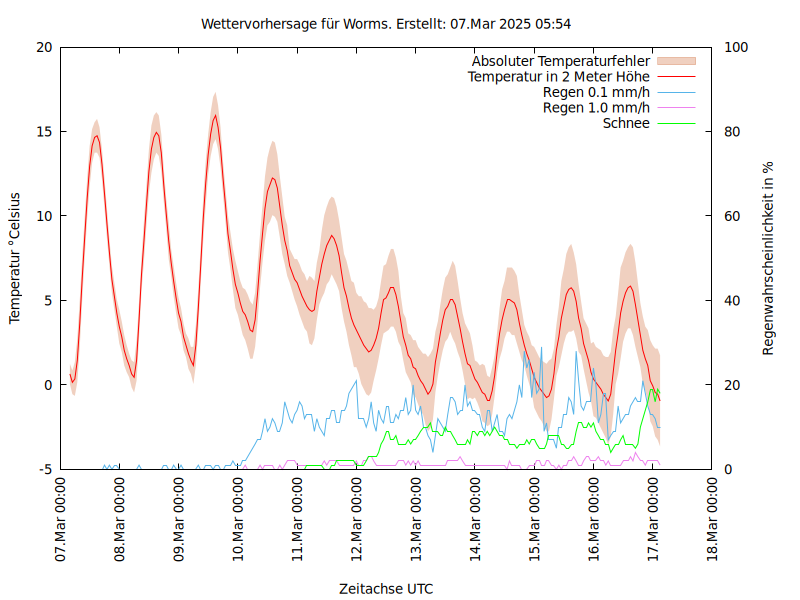 Wettervorhersage für Worms. Erstellt: 07.Mar 2025 05:54
20
15
10
5
0
-5
100
80
60
40
20
0
Absoluter Temperaturfehler
Temperatur in 2 Meter Höhe
Regen 0.1 mm/h
Regen 1.0 mm/h
Schnee
Temperatur °Celsius
Regenwahrscheinlichkeit in %
07.Mar 00:00
08.Mar 00:00
09.Mar 00:00
10.Mar 00:00
11.Mar 00:00
12.Mar 00:00
13.Mar 00:00
14.Mar 00:00
15.Mar 00:00
16.Mar 00:00
17.Mar 00:00
18.Mar 00:00
Zeitachse UTC